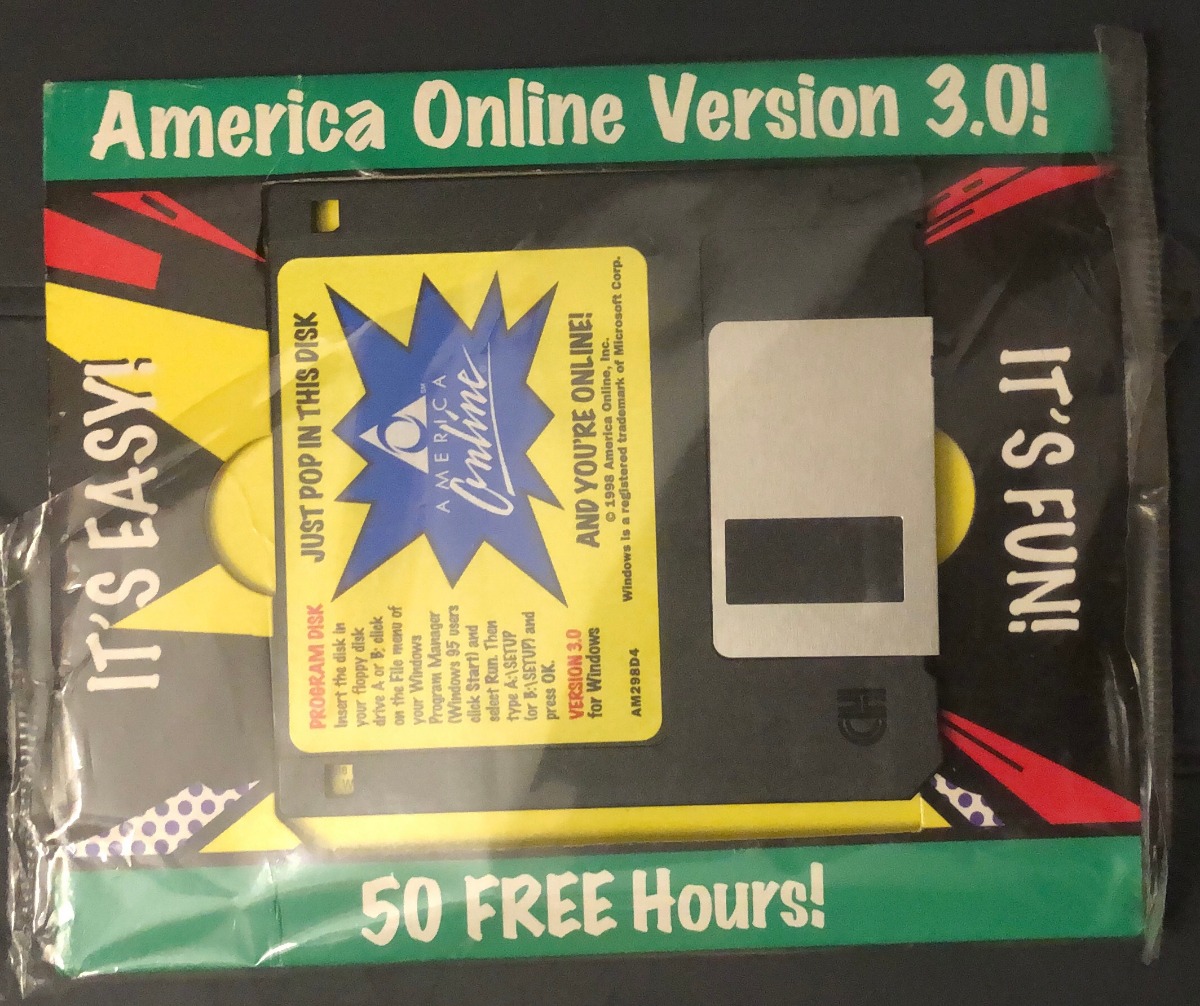 America Online Version 3.0!
IT'S EASY!
JUST POP IN THIS DISK
AMERICA
Online
™
AND YOU'RE ONLINE!
© 1998 America Online, Inc.
Windows is a registered trademark of Microsoft Corp.
PROGRAM DISK
Insert the disk in
your floppy disk
drive A or B; click
on the File menu of
your Windows
Program Manager
(Windows 95 users
click Start) and
select Run. Then
type A:\SETUP
(or B:\SETUP) and
press OK.
VERSION 3.0
for Windows
AM298D4
HD
IT'S FUN!
50 FREE Hours!